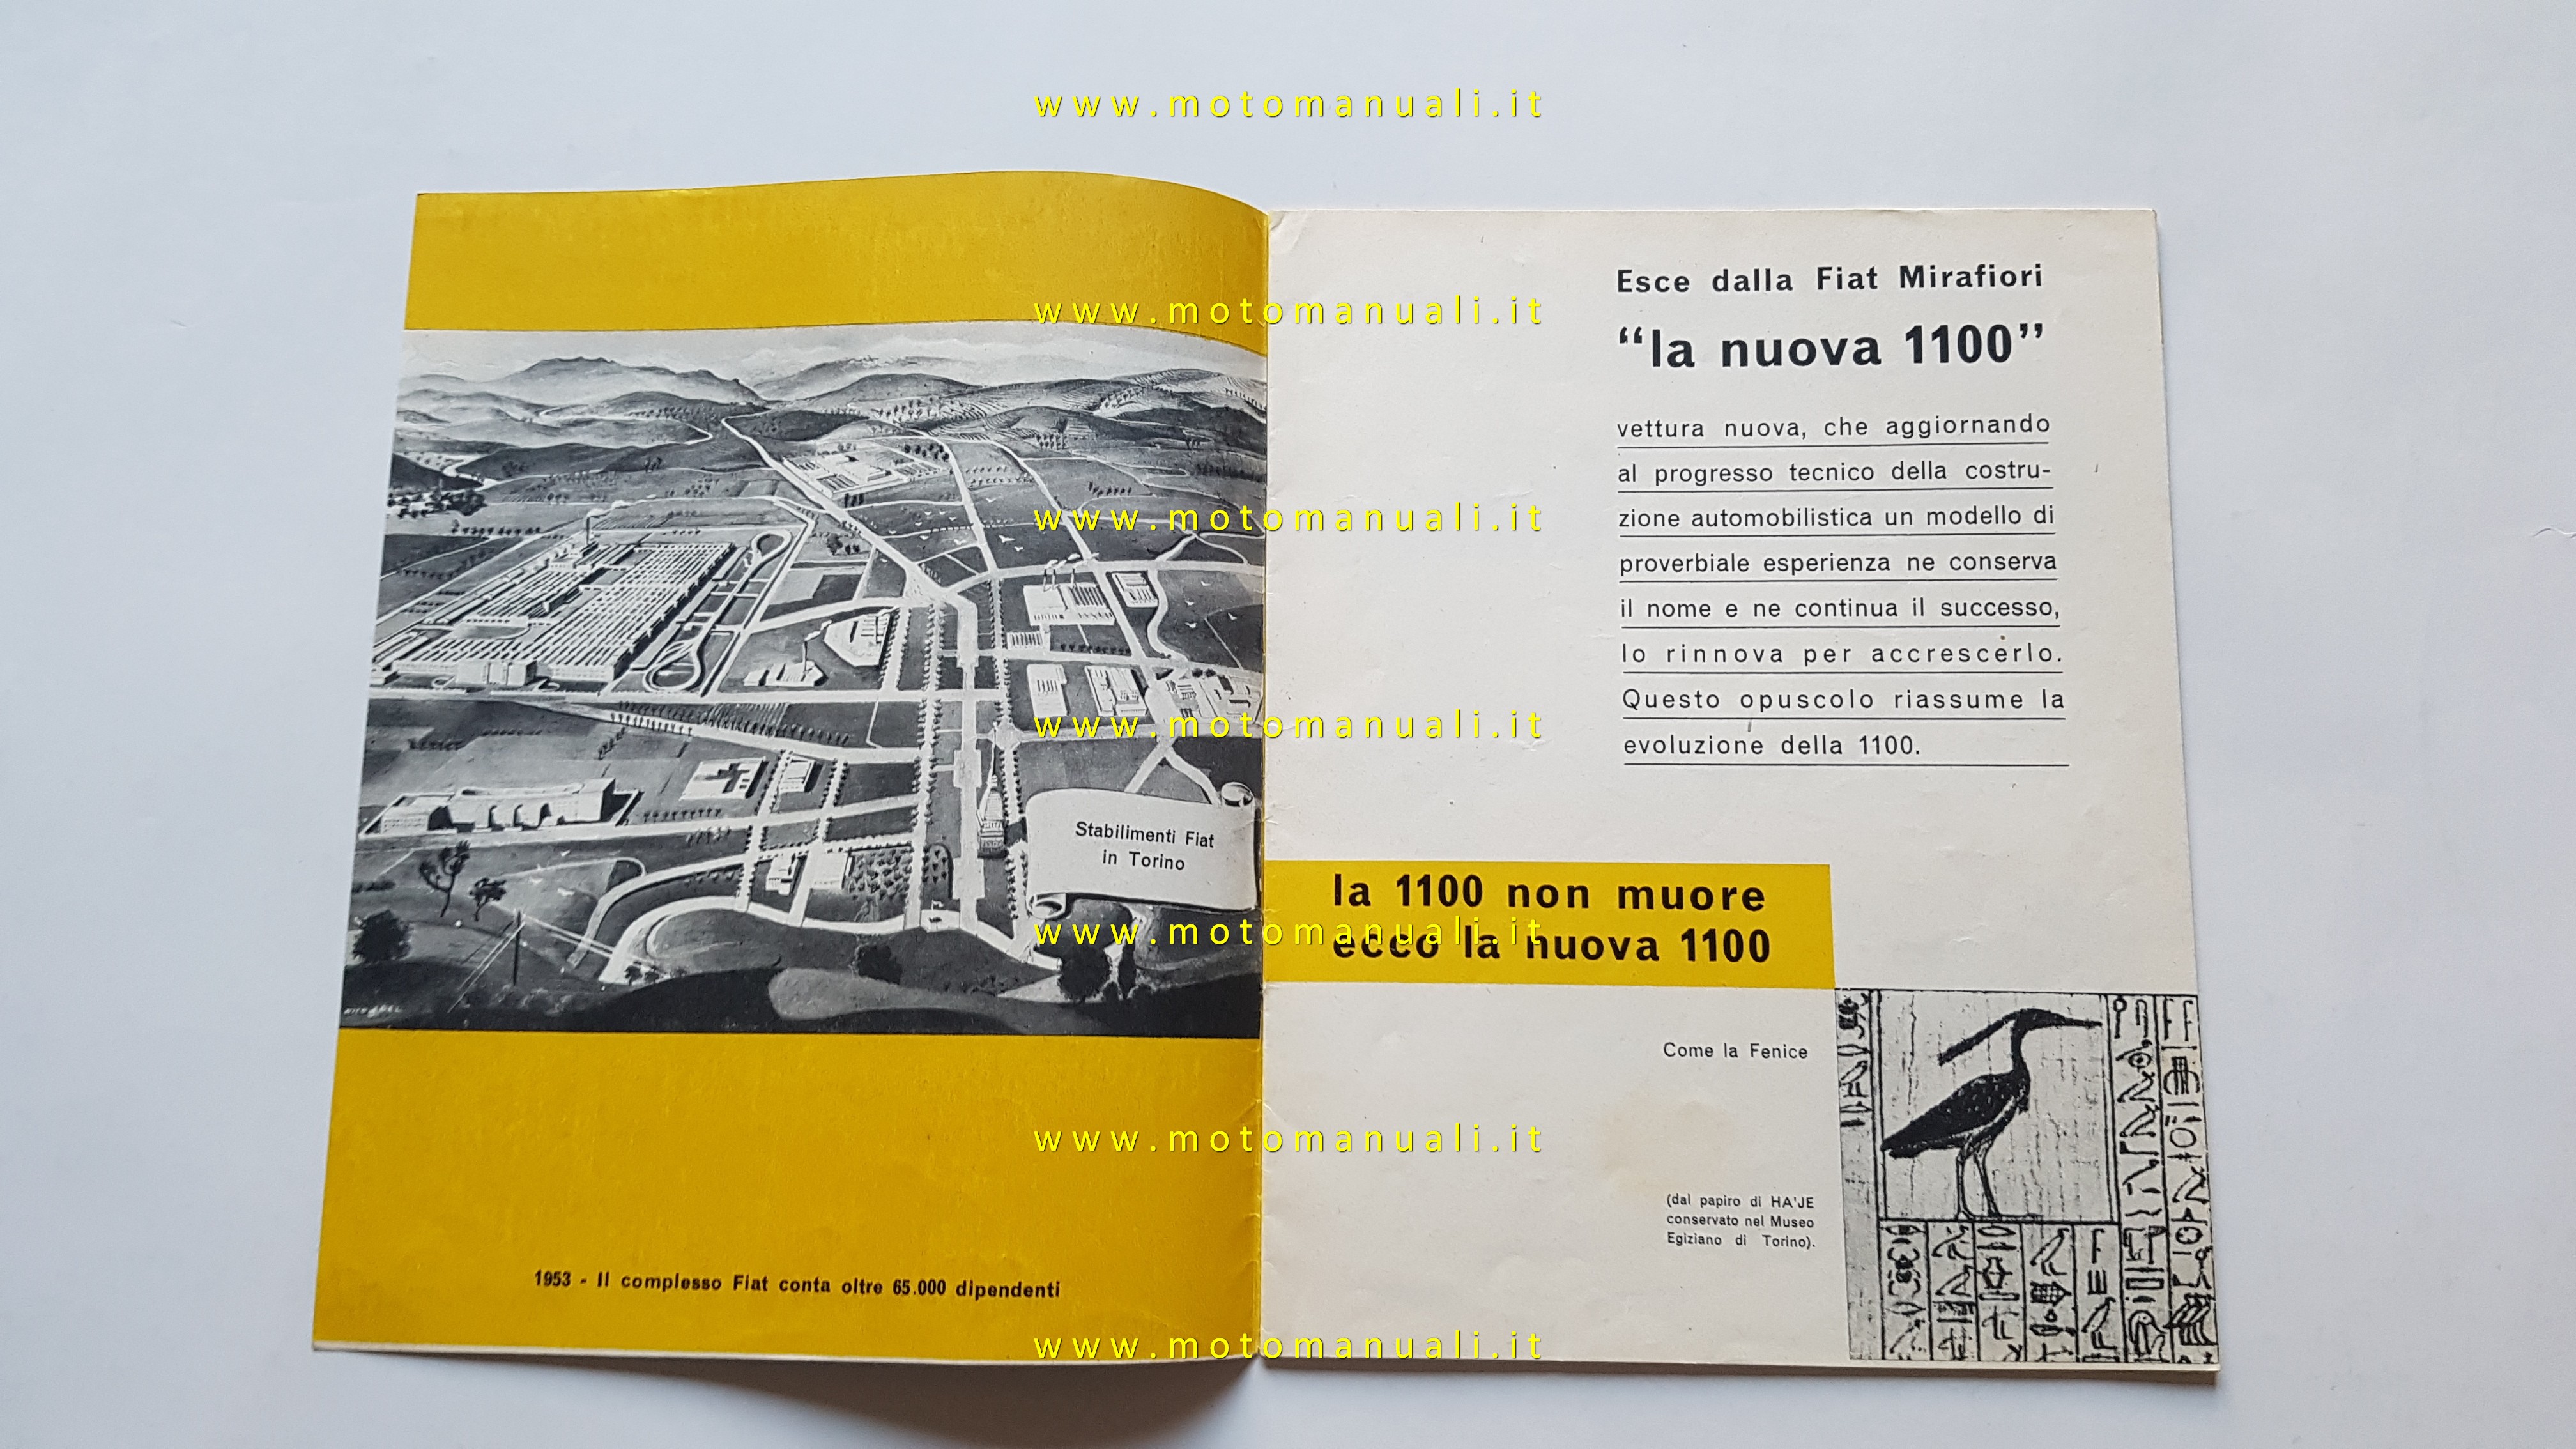 www.motomanuali.it
www.motomanuali.it
www.motomanuali.it
www.motomanuali.it
www.motomanuali.it
www.motomanuali.it
www.motomanuali.it
Stabilimenti Fiat
in Torino
1953 - Il complesso Fiat conta oltre 65.000 dipendenti
Esce dalla Fiat Mirafiori
“la nuova 1100”
vettura nuova, che aggiornando
al progresso tecnico della costru-
zione automobilistica un modello di
proverbiale esperienza ne conserva
il nome e ne continua il successo,
lo rinnova per accrescerlo.
Questo opuscolo riassume la
evoluzione della 1100.
la 1100 non muore
ecco la nuova 1100
Come la Fenice
(dal papiro di HA'JE
conservato nel Museo
Egiziano di Torino).